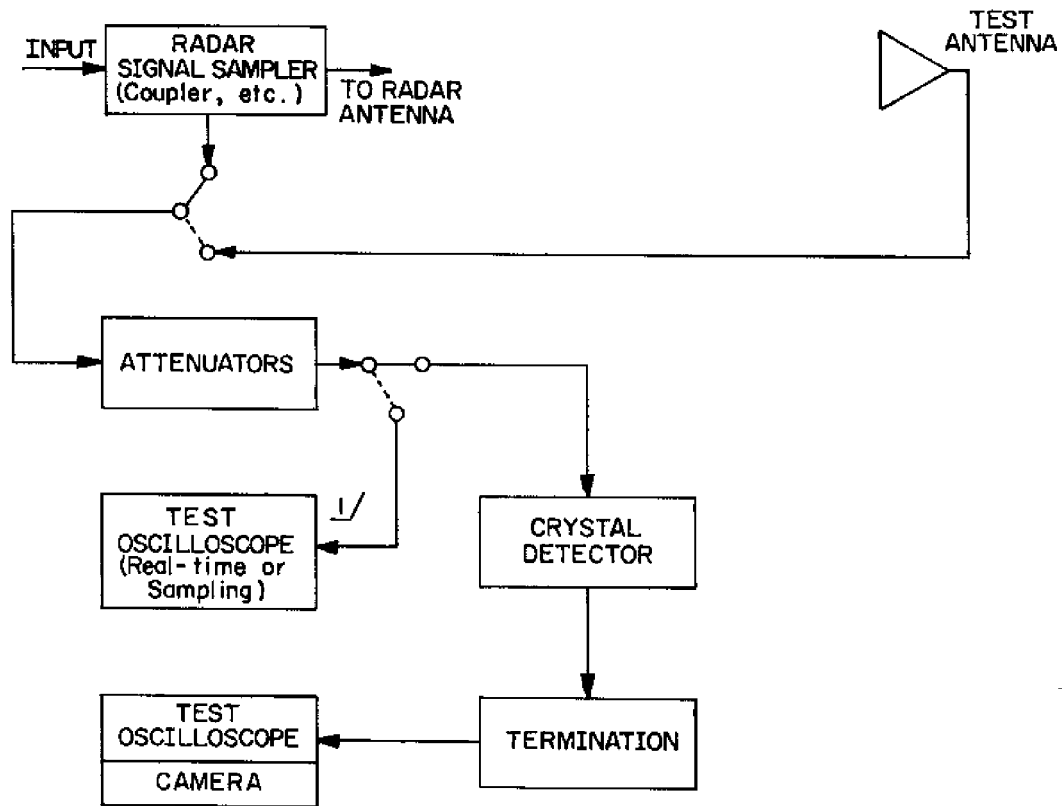 INPUT
RADAR
SIGNAL SAMPLER
(Coupler, etc.)
TO RADAR
ANTENNA
TEST
ANTENNA
ATTENUATORS
1/
TEST
OSCILLOSCOPE
(Real-time or
Sampling)
CRYSTAL
DETECTOR
TEST
OSCILLOSCOPE
CAMERA
TERMINATION